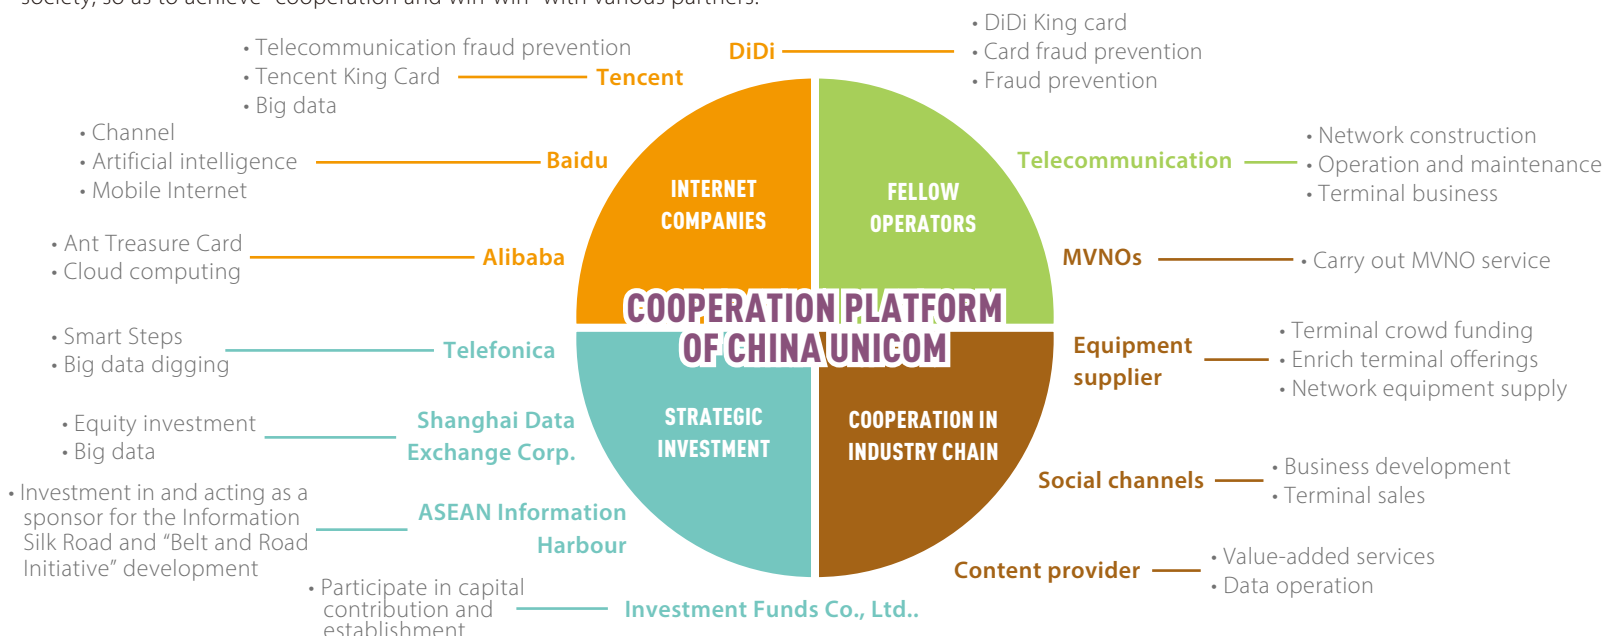 society, so as to achieve "cooperation and win-win" with various partners.
• Telecommunication fraud prevention
• Tencent King Card
• Big data
Tencent
DiDi
• DiDi King card
• Card fraud prevention
• Fraud prevention
• Channel
• Artificial intelligence
• Mobile Internet
Baidu
• Ant Treasure Card
• Cloud computing
Alibaba
INTERNET
COMPANIES
FELLOW
OPERATORS
Telecommunication
• Network construction
• Operation and maintenance
• Terminal business
MVNOs
• Carry out MVNO service
COOPERATION PLATFORM
OF CHINA UNICOM
• Smart Steps
• Big data digging
Telefonica
• Equity investment
• Big data
Shanghai Data
Exchange Corp.
• Investment in and acting as a
sponsor for the Information
Silk Road and “Belt and Road
Initiative” development
ASEAN Information
Harbour
• Participate in capital
contribution and
establishment
Investment Funds Co., Ltd..
STRATEGIC
INVESTMENT
COOPERATION IN
INDUSTRY CHAIN
Equipment
supplier
• Terminal crowd funding
• Enrich terminal offerings
• Network equipment supply
Social channels
• Business development
• Terminal sales
Content provider
• Value-added services
• Data operation